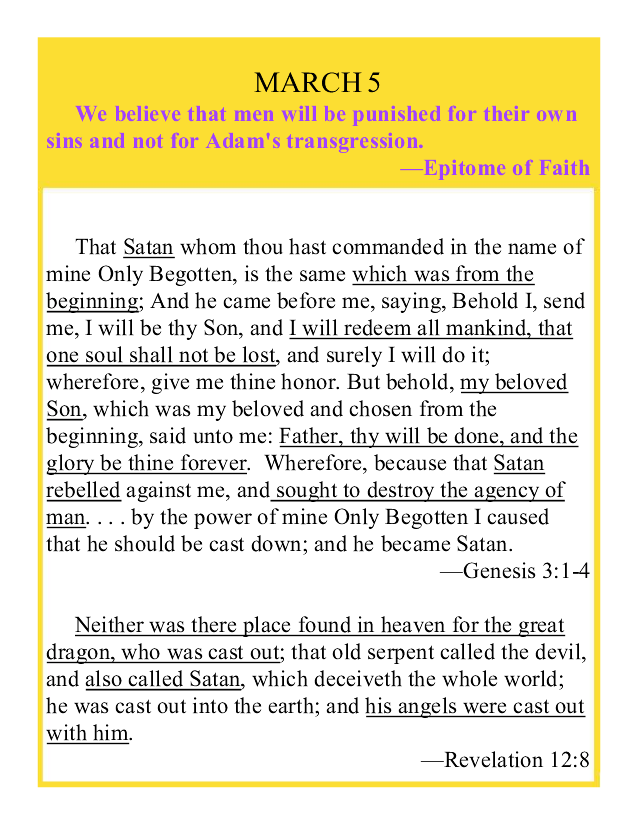 MARCH 5
We believe that men will be punished for their own
sins and not for Adam's transgression.
—Epitome of Faith
That Satan whom thou hast commanded in the name of
mine Only Begotten, is the same which was from the
beginning; And he came before me, saying, Behold I, send
me, I will be thy Son, and I will redeem all mankind, that
one soul shall not be lost, and surely I will do it;
wherefore, give me thine honor. But behold, my beloved
Son, which was my beloved and chosen from the
beginning, said unto me: Father, thy will be done, and the
glory be thine forever.  Wherefore, because that Satan
rebelled against me, and sought to destroy the agency of
man. . . . by the power of mine Only Begotten I caused
that he should be cast down; and he became Satan.
—Genesis 3:1-4
Neither was there place found in heaven for the great
dragon, who was cast out; that old serpent called the devil,
and also called Satan, which deceiveth the whole world;
he was cast out into the earth; and his angels were cast out
with him.
—Revelation 12:8